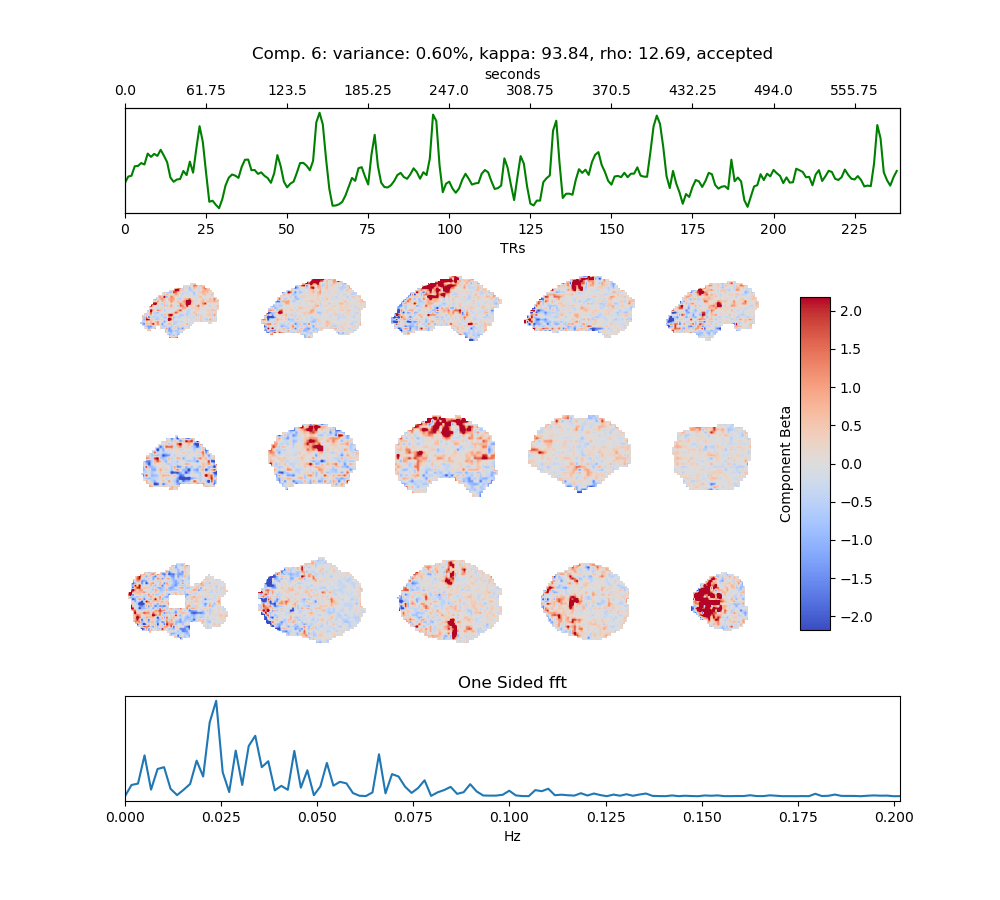 Comp. 6: variance: 0.60%, kappa: 93.84, rho: 12.69, accepted
seconds
0.0 61.75 123.5 185.25 247.0 308.75 370.5 432.25 494.0 555.75
0 25 50 75 100 125 150 175 200 225
TRs
2.0
1.5
1.0
0.5
0.0
−0.5
−1.0
−1.5
−2.0
Component Beta
One Sided fft
0.000 0.025 0.050 0.075 0.100 0.125 0.150 0.175 0.200
Hz